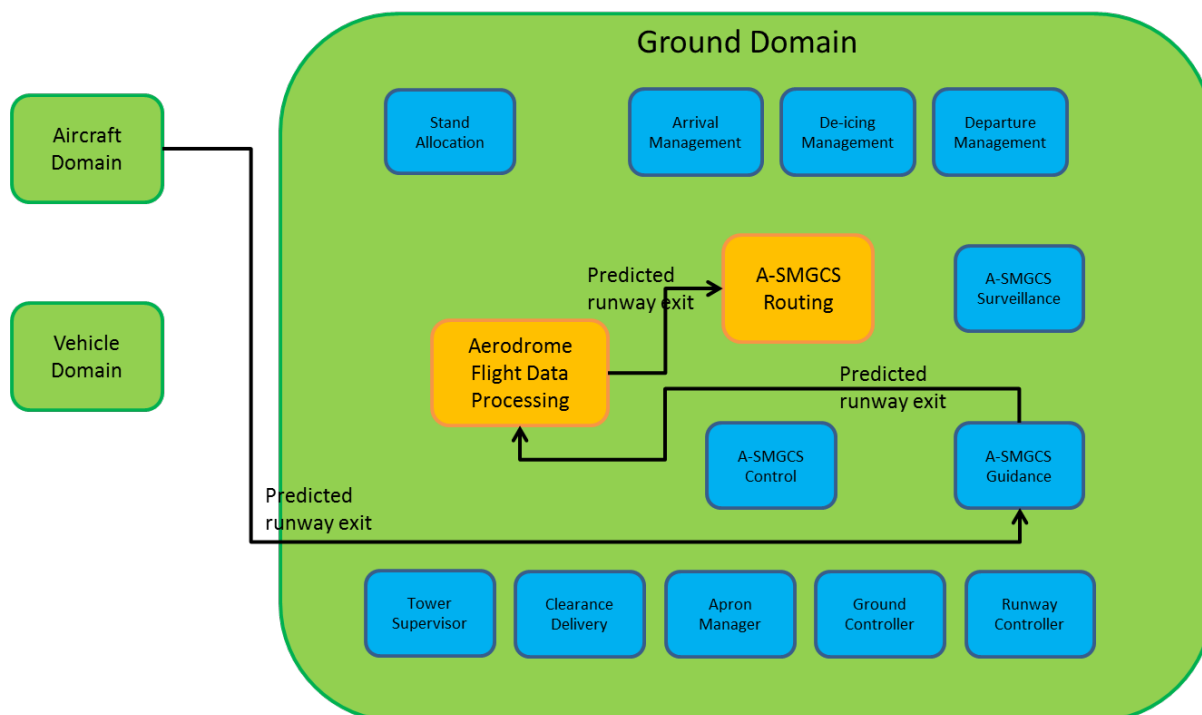 Ground Domain
Aircraft
Domain
Stand
Allocation
Arrival
Management
De-icing
Management
Departure
Management
Predicted
runway exit
A-SMGCS
Routing
A-SMGCS
Surveillance
Vehicle
Domain
Aerodrome
Flight Data
Processing
Predicted
runway exit
A-SMGCS
Control
A-SMGCS
Guidance
Predicted
runway exit
Tower
Supervisor
Clearance
Delivery
Apron
Manager
Ground
Controller
Runway
Controller